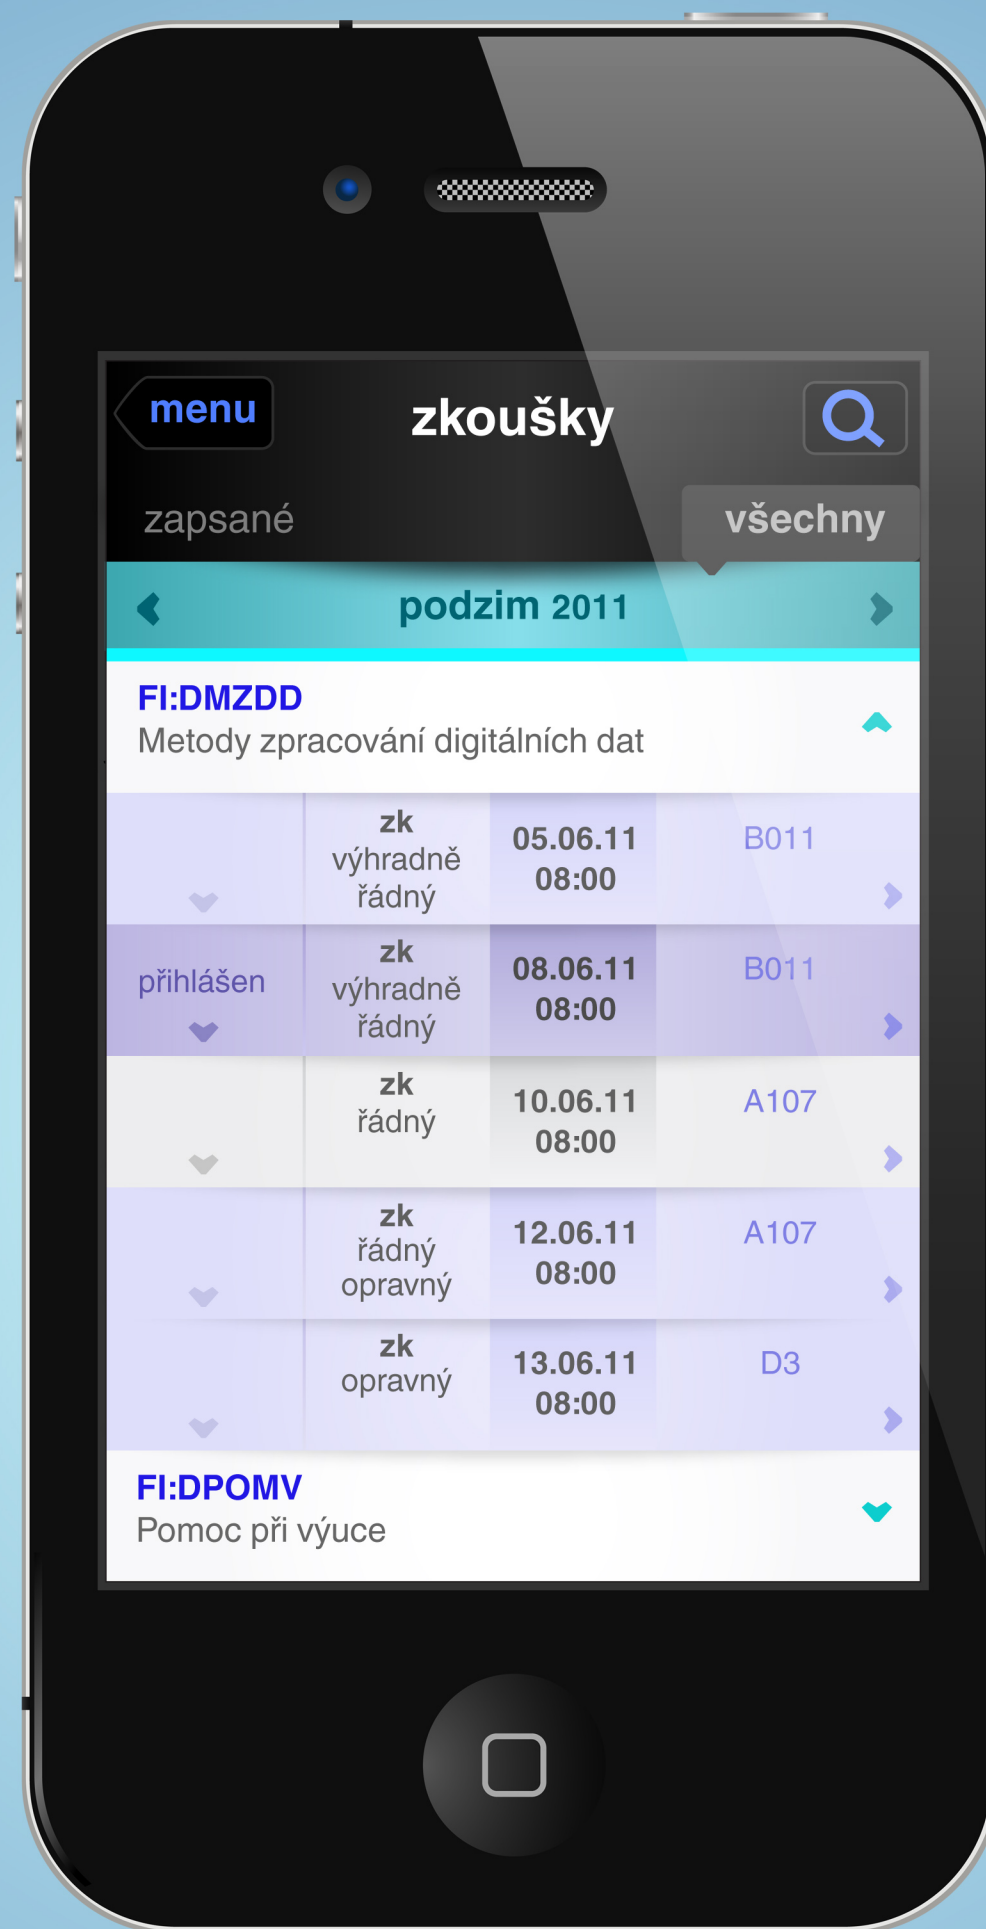 menu
zkoušky
zapsané
všechny
podzim 2011
FI:DMZDD
Metody zpracování digitálních dat
zk
výhradně
řádný
05.06.11
08:00
B011
přihlášen
zk
výhradně
řádný
08.06.11
08:00
B011
zk
řádný
10.06.11
08:00
A107
zk
řádný
opravný
12.06.11
08:00
A107
zk
opravný
13.06.11
08:00
D3
FI:DPOMV
Pomoc při výuce